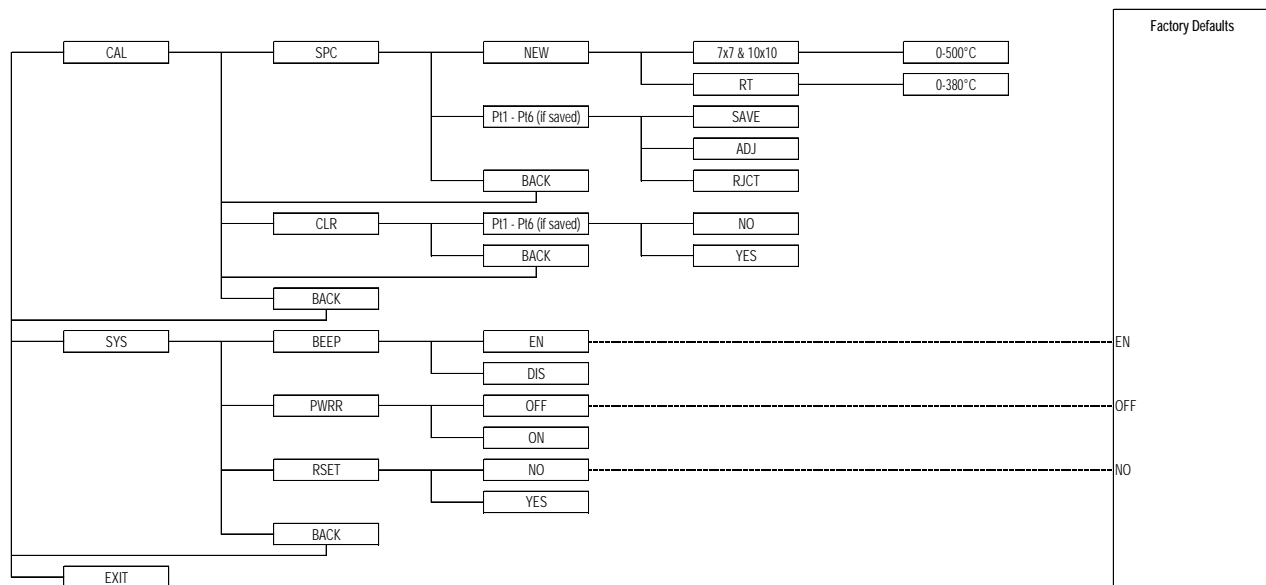 Factory Defaults
CAL SPC NEW 7x7 & 10x10 0-500°C
RT 0-380°C
Pt1 - Pt6 (if saved) SAVE
ADJ
BACK RJCT
CLR Pt1 - Pt6 (if saved) NO
BACK YES
BACK
SYS BEEP EN EN
DIS
PWRR OFF OFF
ON
RSET NO NO
YES
BACK
EXIT